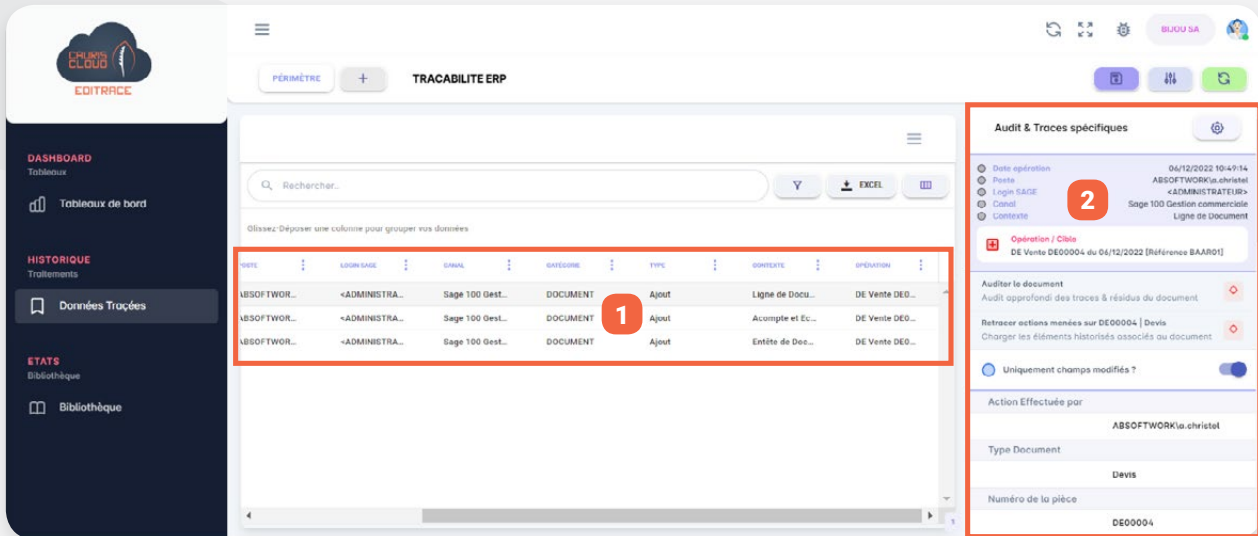 CAURIS
CLOUD
EDITRACE
BIJOU SA
PÉRIMÈTRE
+
TRACABILITE ERP
DASHBOARD
Tableaux
Tableaux de bord
HISTORIQUE
Traitements
Données Traçées
ETATS
Bibliothèque
Bibliothèque
Rechercher..
EXCEL
Glissez-Déposer une colonne pour grouper vos données
POSTE LOGIN SAGE CANAL CATÉGORIE TYPE CONTEXTE OPÉRATION
ABSOFTWOR... <ADMINISTRA... Sage 100 Gest... DOCUMENT Ajout Ligne de Docu... DE Vente DE0...
ABSOFTWOR... <ADMINISTRA... Sage 100 Gest... DOCUMENT Ajout Acompte et Ec... DE Vente DE0...
ABSOFTWOR... <ADMINISTRA... Sage 100 Gest... DOCUMENT Ajout Entête de Doc... DE Vente DE0...
1
1
Audit & Traces spécifiques
Date opération 06/12/2022 10:49:14
Poste ABSOFTWORK\a.christel
Login SAGE <ADMINISTRATEUR>
Canal Sage 100 Gestion commerciale
Contexte Ligne de Document
2
Opération / Cible
DE Vente DE00004 du 06/12/2022 [Référence BAAR01]
Auditer le document
Audit approfondi des traces & résidus du document
Retracer actions menées sur DE00004 | Devis
Charger les éléments historisés associés au document
Uniquement champs modifiés ?
Action Effectuée par
ABSOFTWORK\a.christel
Type Document
Devis
Numéro de la pièce
DE00004